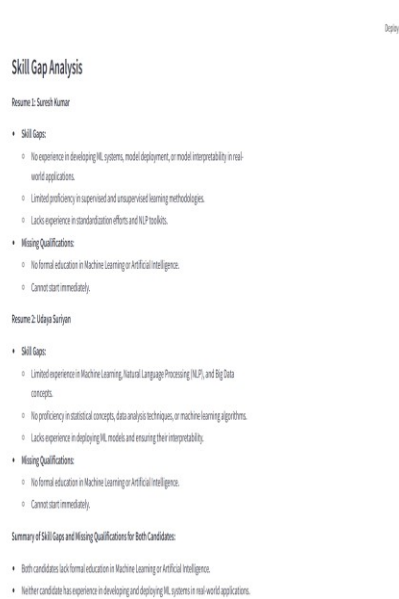 Deploy
Skill Gap Analysis
Resume 1: Suresh Kumar
• Skill Gaps:
○ No experience in developing ML systems, model deployment, or model interpretability in real-
world applications.
○ Limited proficiency in supervised and unsupervised learning methodologies.
○ Lacks experience in standardization efforts and NLP toolkits.
• Missing Qualifications:
○ No formal education in Machine Learning or Artificial Intelligence.
○ Cannot start immediately.
Resume 2: Udaya Suriyan
• Skill Gaps:
○ Limited experience in Machine Learning, Natural Language Processing (NLP), and Big Data
concepts.
○ No proficiency in statistical concepts, data analysis techniques, or machine learning algorithms.
○ Lacks experience in deploying ML models and ensuring their interpretability.
• Missing Qualifications:
○ No formal education in Machine Learning or Artificial Intelligence.
○ Cannot start immediately.
Summary of Skill Gaps and Missing Qualifications for Both Candidates:
• Both candidates lack formal education in Machine Learning or Artificial Intelligence.
• Neither candidate has experience in developing and deploying ML systems in real-world applications.